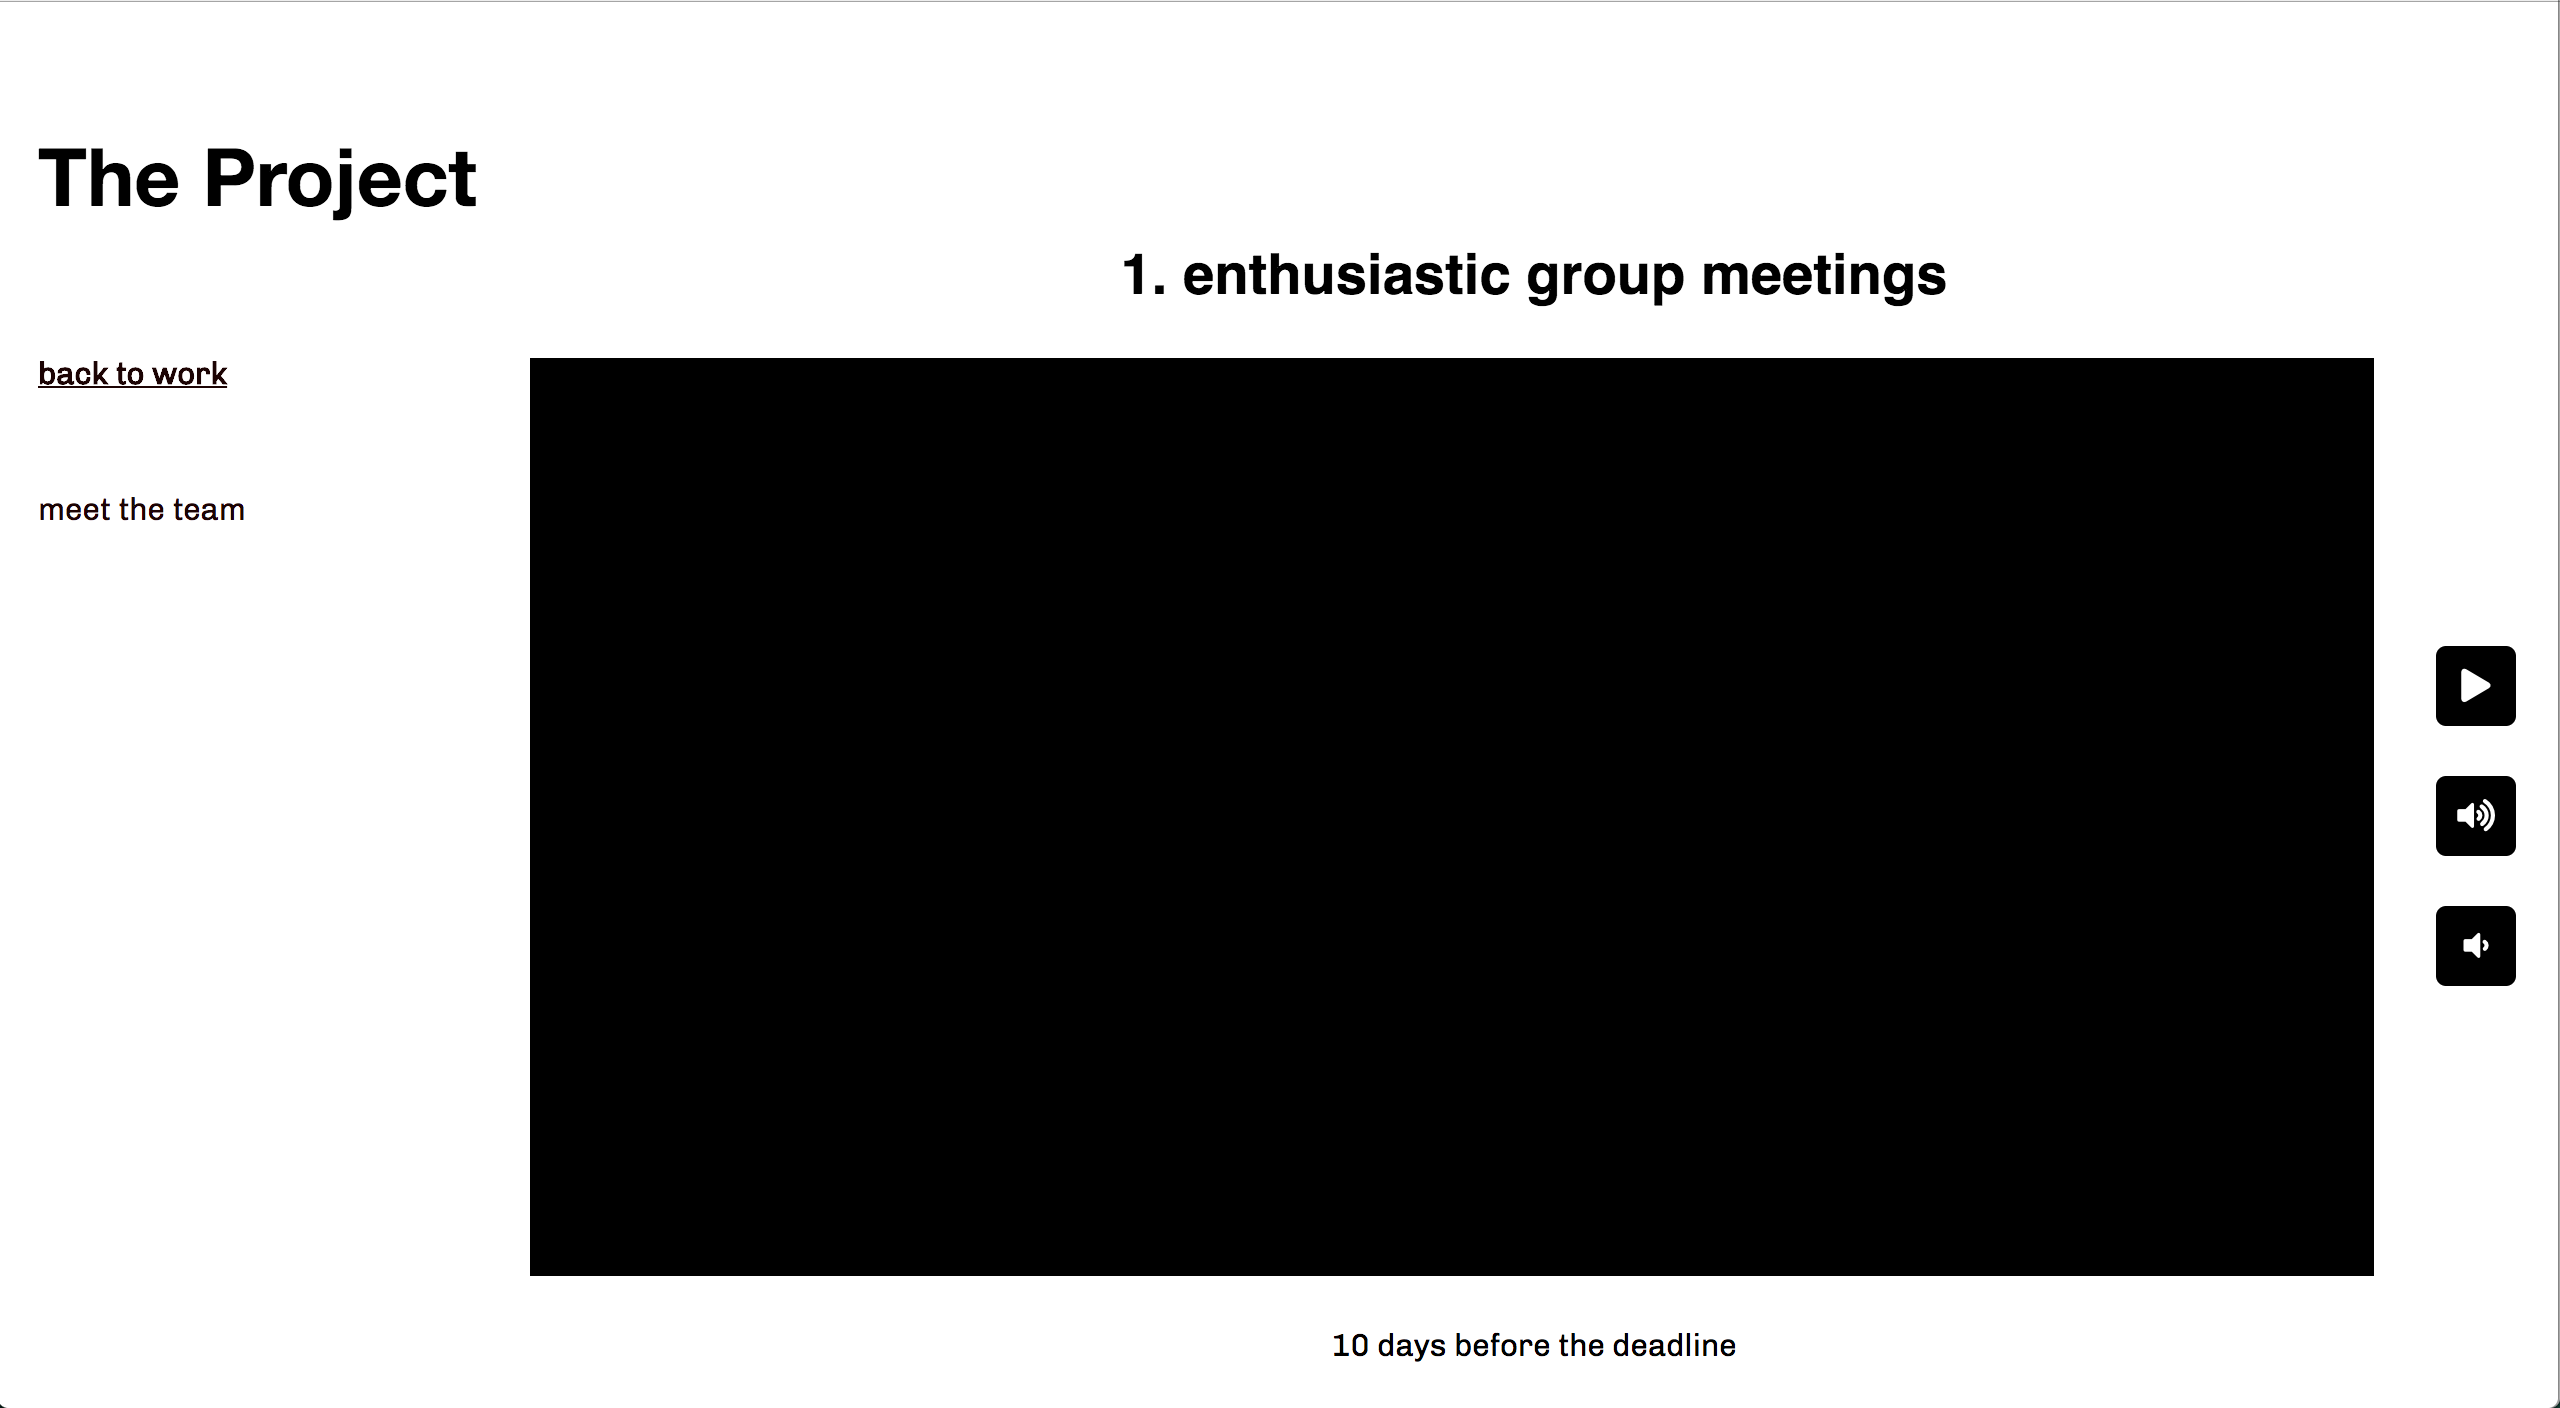 The Project
1. enthusiastic group meetings
back to work
meet the team
10 days before the deadline